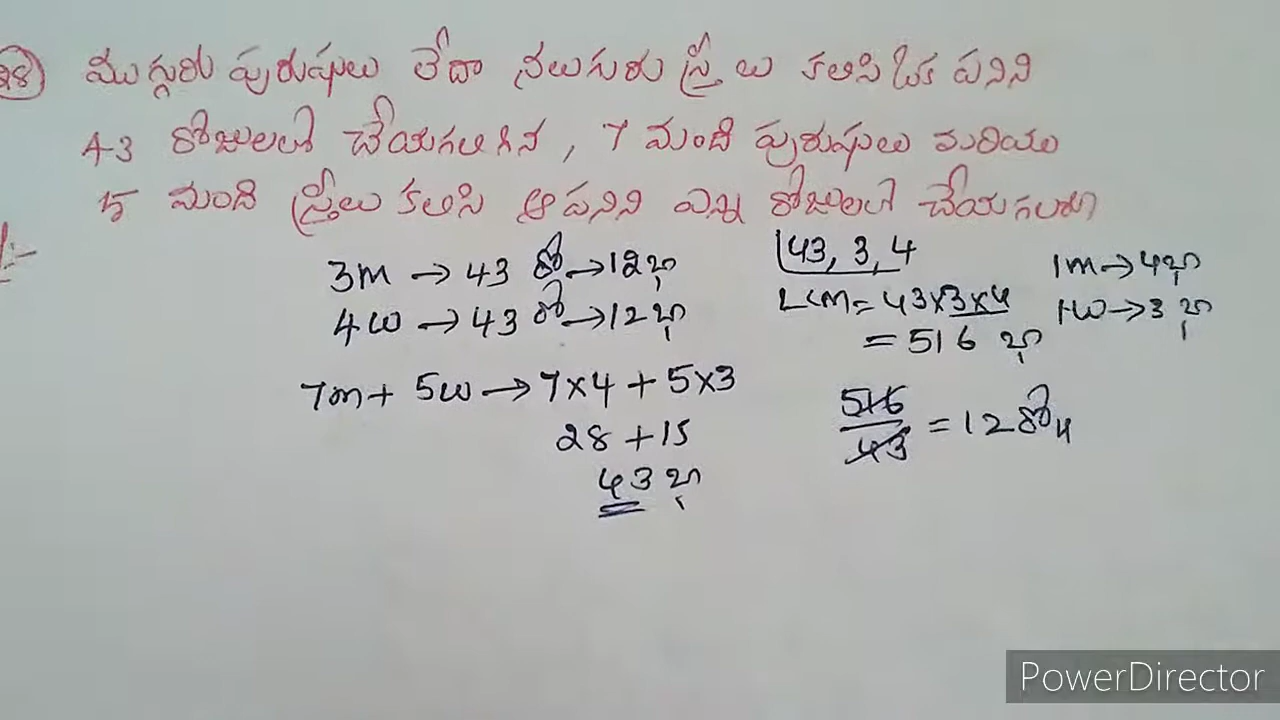 28) ముగ్గురు పురుషులు లేదా నలుగురు స్త్రీలు కలిసి ఒక పనిని
43 రోజులలో చేయగలిగిన, 7 మంది పురుషులు మరియు
5 మంది స్త్రీలు కలిసి ఆ పనిని ఎన్ని రోజులలో చేయగలరు
3m → 43 రో → 12 భా
4w → 43 రో → 12 భా
43, 3, 4
LCM = 43×3×4
= 516 భా
1m → 4 భా
1w → 3 భా
7m + 5w → 7×4 + 5×3
28 + 15
43 భా
516
43
= 12 రో
PowerDirector